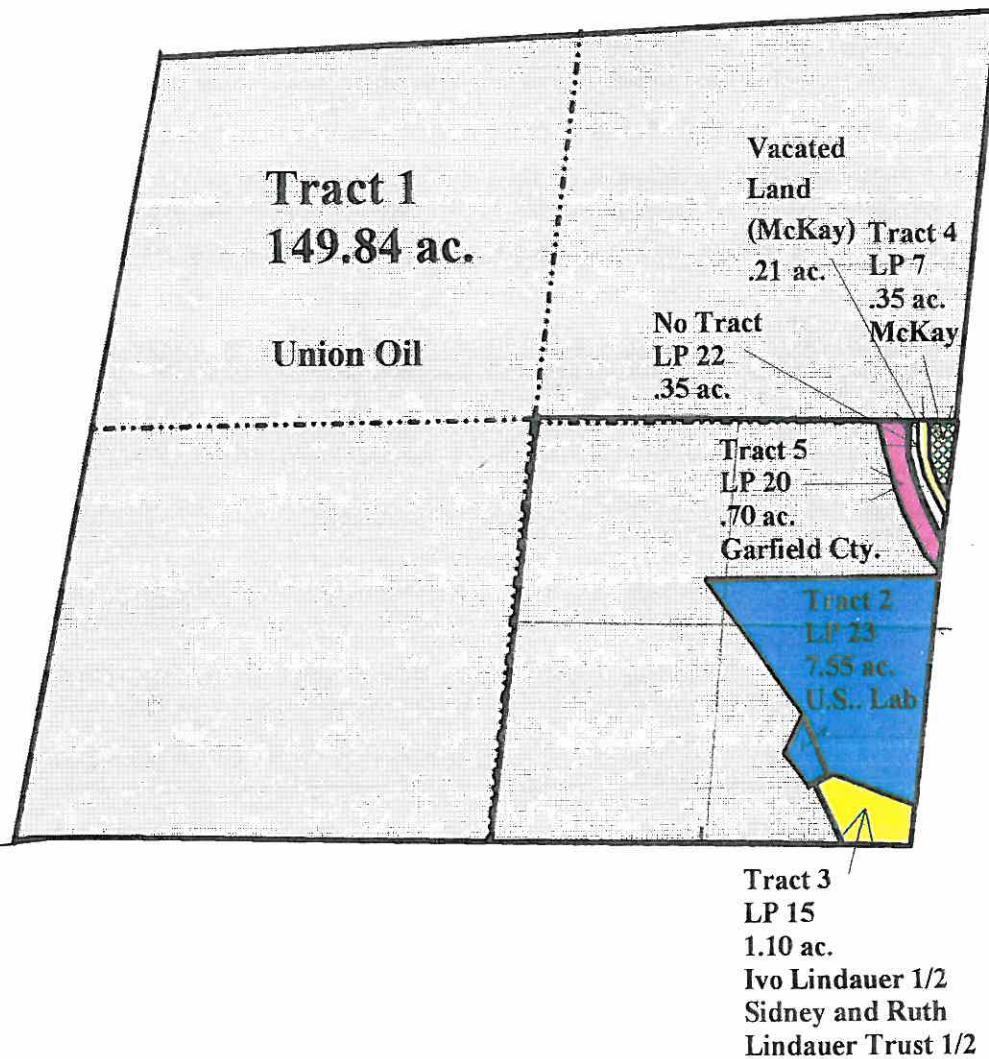 Tract 1
149.84 ac.
Union Oil
Vacated
Land
(McKay)
.21 ac.
Tract 4
LP 7
.35 ac.
McKay
No Tract
LP 22
.35 ac.
Tract 5
LP 20
.70 ac.
Garfield Cty.
Tract 2
LP 23
7.55 ac.
U.S.. Lab
Tract 3
LP 15
1.10 ac.
Ivo Lindauer 1/2
Sidney and Ruth
Lindauer Trust 1/2